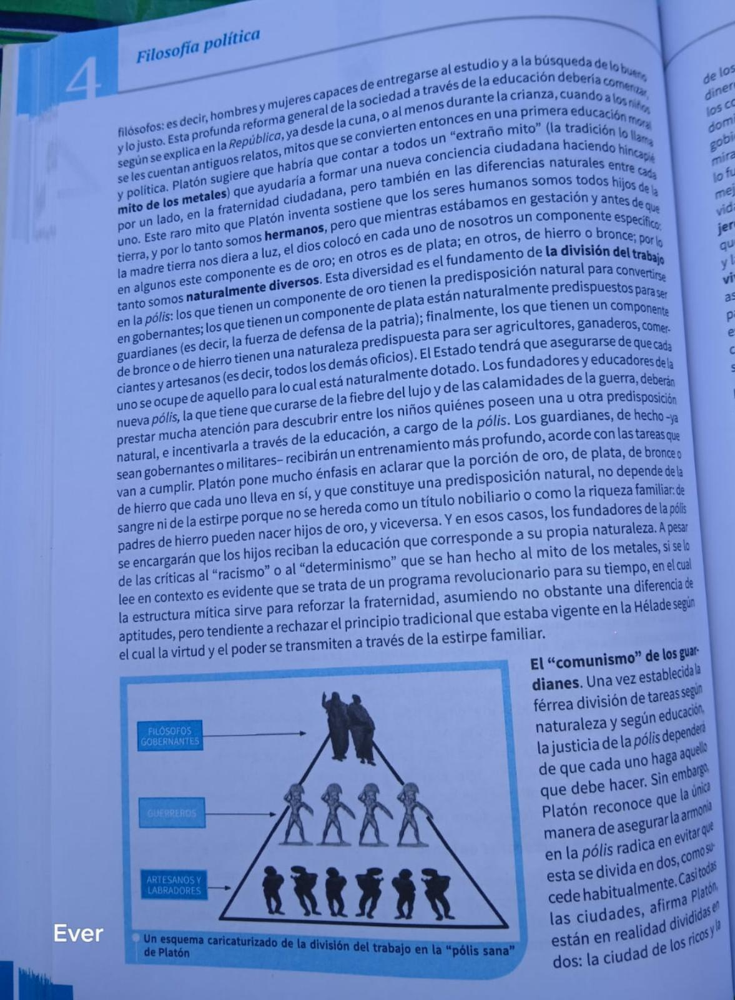 4
Filosofía política
filósofos: es decir, hombres y mujeres capaces de entregarse al estudio y a la búsqueda de lo bueno
y lo justo. Esta profunda reforma general de la sociedad a través de la educación debería comenzar,
según se explica en la República, ya desde la cuna, o al menos durante la crianza, cuando a los niños
se les cuentan antiguos relatos, mitos que se convierten entonces en una primera educación moral
y política. Platón sugiere que habría que contar a todos un “extraño mito” (la tradición lo llama
mito de los metales) que ayudaría a formar una nueva conciencia ciudadana haciendo hincapié
por un lado, en la fraternidad ciudadana, pero también en las diferencias naturales entre cada
uno. Este raro mito que Platón inventa sostiene que los seres humanos somos todos hijos de la
tierra, y por lo tanto somos hermanos, pero que mientras estábamos en gestación y antes de que
la madre tierra nos diera a luz, el dios colocó en cada uno de nosotros un componente específico:
en algunos este componente es de oro; en otros es de plata; en otros, de hierro o bronce; por lo
tanto somos naturalmente diversos. Esta diversidad es el fundamento de la división del trabajo
en la pólis: los que tienen un componente de oro tienen la predisposición natural para convertirse
en gobernantes; los que tienen un componente de plata están naturalmente predispuestos para ser
guardianes (es decir, la fuerza de defensa de la patria); finalmente, los que tienen un componente
de bronce o de hierro tienen una naturaleza predispuesta para ser agricultores, ganaderos, comer-
ciantes y artesanos (es decir, todos los demás oficios). El Estado tendrá que asegurarse de que cada
uno se ocupe de aquello para lo cual está naturalmente dotado. Los fundadores y educadores de la
nueva pólis, la que tiene que curarse de la fiebre del lujo y de las calamidades de la guerra, deberán
prestar mucha atención para descubrir entre los niños quiénes poseen una u otra predisposición
natural, e incentivarla a través de la educación, a cargo de la pólis. Los guardianes, de hecho –ya
sean gobernantes o militares– recibirán un entrenamiento más profundo, acorde con las tareas que
van a cumplir. Platón pone mucho énfasis en aclarar que la porción de oro, de plata, de bronce o
de hierro que cada uno lleva en sí, y que constituye una predisposición natural, no depende de la
sangre ni de la estirpe porque no se hereda como un título nobiliario o como la riqueza familiar: de
padres de hierro pueden nacer hijos de oro, y viceversa. Y en esos casos, los fundadores de la pólis
se encargarán que los hijos reciban la educación que corresponde a su propia naturaleza. A pesar
de las críticas al “racismo” o al “determinismo” que se han hecho al mito de los metales, si se lo
lee en contexto es evidente que se trata de un programa revolucionario para su tiempo, en el cual
la estructura mítica sirve para reforzar la fraternidad, asumiendo no obstante una diferencia de
aptitudes, pero tendiente a rechazar el principio tradicional que estaba vigente en la Hélade según
el cual la virtud y el poder se transmiten a través de la estirpe familiar.
FILÓSOFOS
GOBERNANTES
GUERREROS
ARTESANOS Y
LABRADORES
Un esquema caricaturizado de la división del trabajo en la “pólis sana”
de Platón
El “comunismo” de los guar-
dianes. Una vez establecida la
férrea división de tareas según
naturaleza y según educación,
la justicia de la pólis dependerá
de que cada uno haga aquello
que debe hacer. Sin embargo,
Platón reconoce que la única
manera de asegurar la armonía
en la pólis radica en evitar que
esta se divida en dos, como su-
cede habitualmente. Casi todas
las ciudades, afirma Platón,
están en realidad divididas en
dos: la ciudad de los ricos y la
de los
Ever